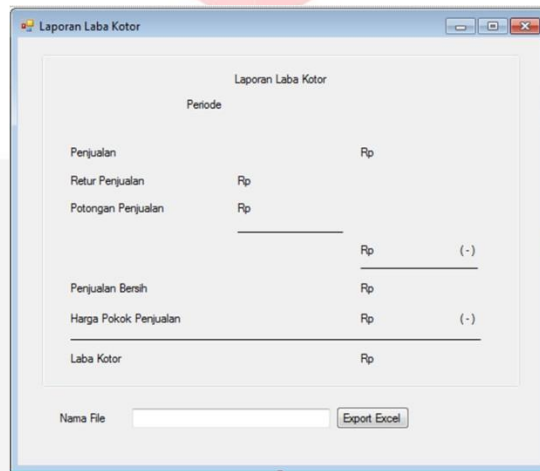 Laporan Laba Kotor
Laporan Laba Kotor
Periode
Penjualan Rp
Retur Penjualan Rp
Potongan Penjualan Rp
Rp (-)
Penjualan Bersih Rp
Harga Pokok Penjualan Rp (-)
Laba Kotor Rp
Nama File Export Excel